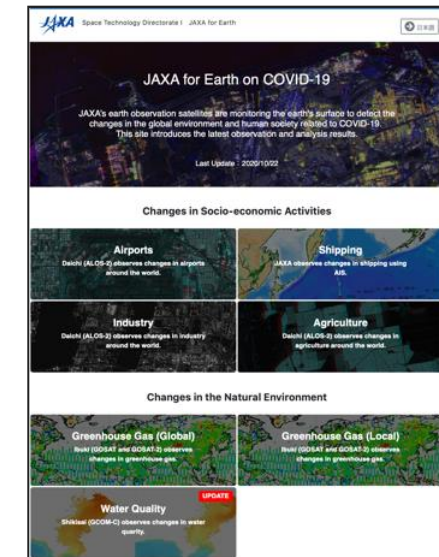 JAXA Space Technology Directorate I JAXA for Earth
日本語
JAXA for Earth on COVID-19
JAXA's earth observation satellites are monitoring the earth's surface to detect the
changes in the global environment and human society related to COVID-19.
This site introduces the latest observation and analysis results.
Last Update : 2020/10/22
Changes in Socio-economic Activities
Airports
Daichi (ALOS-2) observes changes in airports
around the world.
Shipping
JAXA observes changes in shipping using
AIS.
Industry
Daichi (ALOS-2) observes changes in industry
around the world.
Agriculture
Daichi (ALOS-2) observes changes in
agriculture around the world.
Changes in the Natural Environment
Greenhouse Gas (Global)
Ibuki (GOSAT and GOSAT-2) observes
changes in greenhouse gas.
Greenhouse Gas (Local)
Ibuki (GOSAT and GOSAT-2) observes
changes in greenhouse gas.
UPDATE
Water Quality
Shikisai (GCOM-C) observes changes in water
quality.